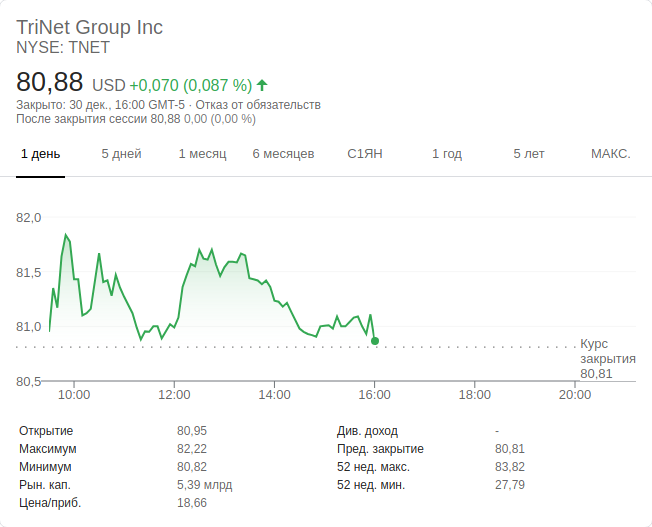 TriNet Group Inc
NYSE: TNET
80,88 USD +0,070 (0,087 %)
Закрыто: 30 дек., 16:00 GMT-5 · Отказ от обязательств
После закрытия сессии 80,88 0,00 (0,00 %)
1 день 5 дней 1 месяц 6 месяцев С1ЯН 1 год 5 лет МАКС.
82,0
81,5
81,0
Курс
закрытия
80,81
80,5
10:00 12:00 14:00 16:00 18:00 20:00
Открытие 80,95 Див. доход -
Максимум 82,22 Пред. закрытие 80,81
Минимум 80,82 52 нед. макс. 83,82
Рын. кап. 5,39 млрд 52 нед. мин. 27,79
Цена/приб. 18,66